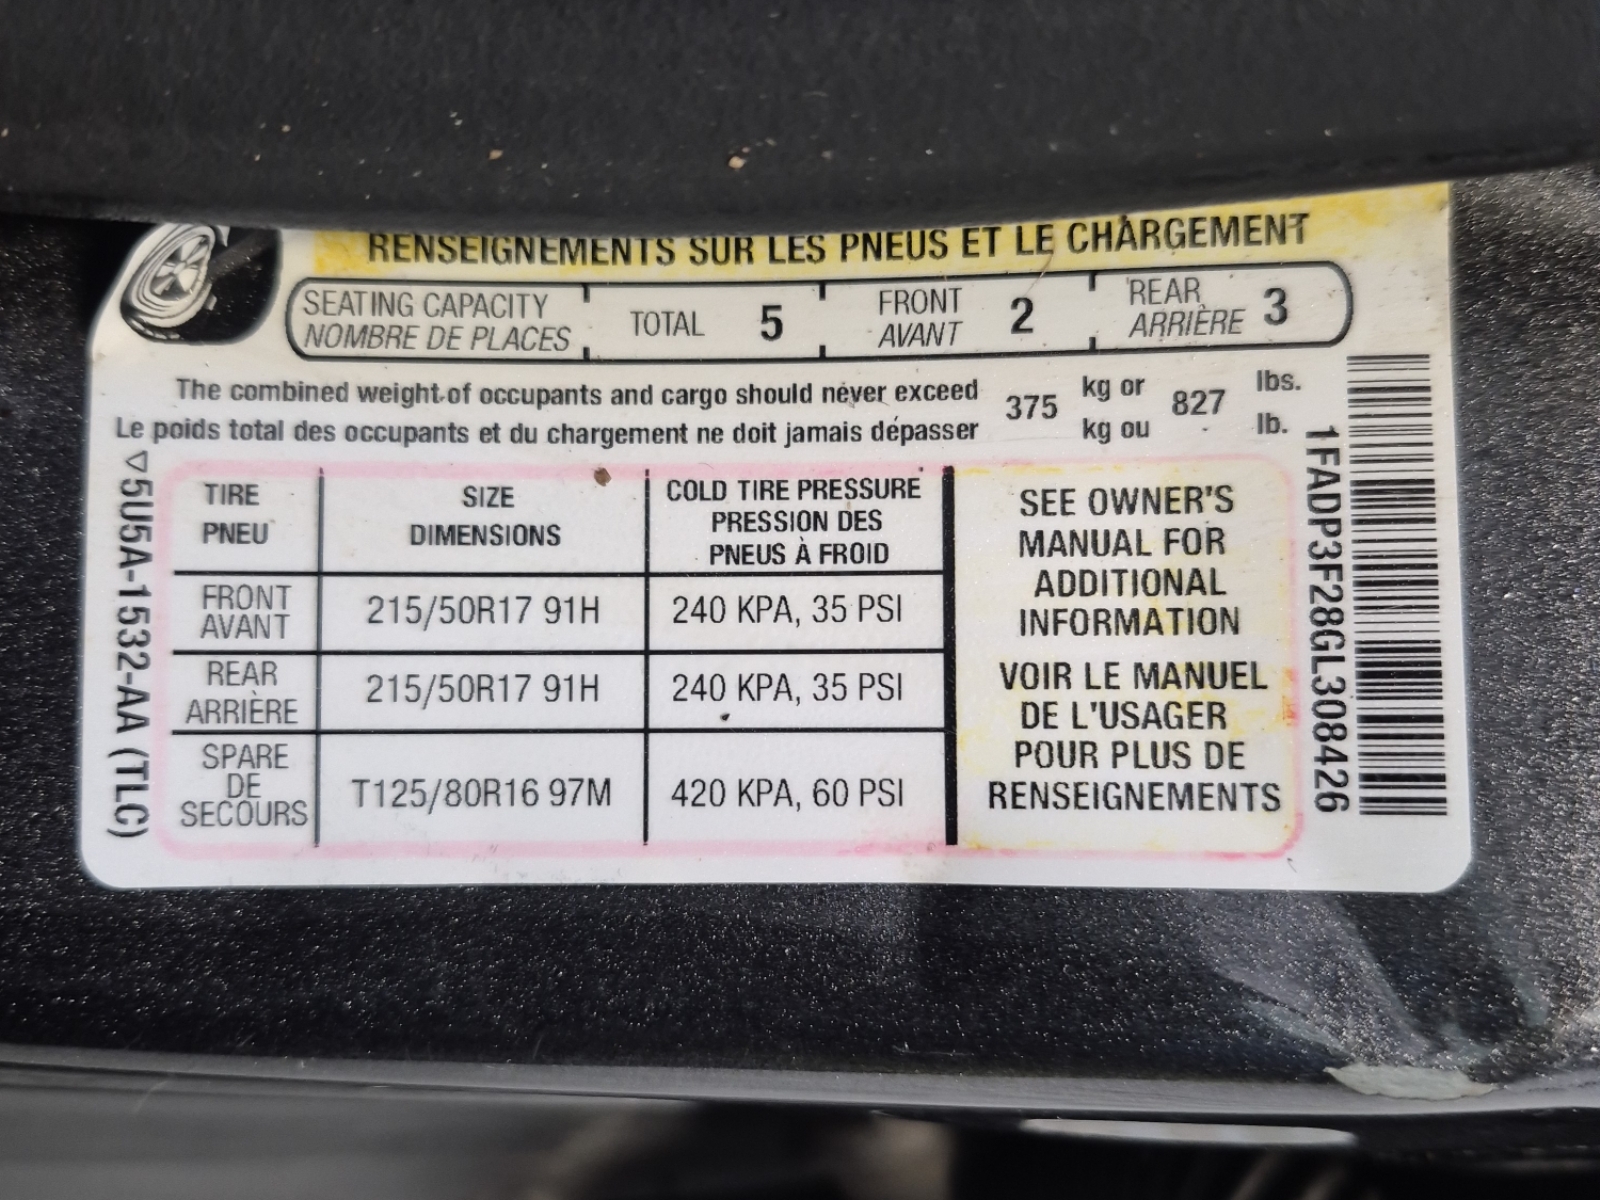 RENSEIGNEMENTS SUR LES PNEUS ET LE CHARGEMENT
SEATING CAPACITY
NOMBRE DE PLACES
TOTAL 5
FRONT
AVANT
2
REAR
ARRIÈRE
3
The combined weight of occupants and cargo should never exceed
Le poids total des occupants et du chargement ne doit jamais dépasser
375
kg or
kg ou
827
lbs.
lb.
TIRE
PNEU
SIZE
DIMENSIONS
COLD TIRE PRESSURE
PRESSION DES
PNEUS À FROID
FRONT
AVANT
215/50R17 91H
240 KPA, 35 PSI
REAR
ARRIÈRE
215/50R17 91H
240 KPA, 35 PSI
SPARE
DE
SECOURS
T125/80R16 97M
420 KPA, 60 PSI
SEE OWNER'S
MANUAL FOR
ADDITIONAL
INFORMATION
VOIR LE MANUEL
DE L'USAGER
POUR PLUS DE
RENSEIGNEMENTS
▽5U5A-1532-AA (TLC)
1FADP3F28GL308426